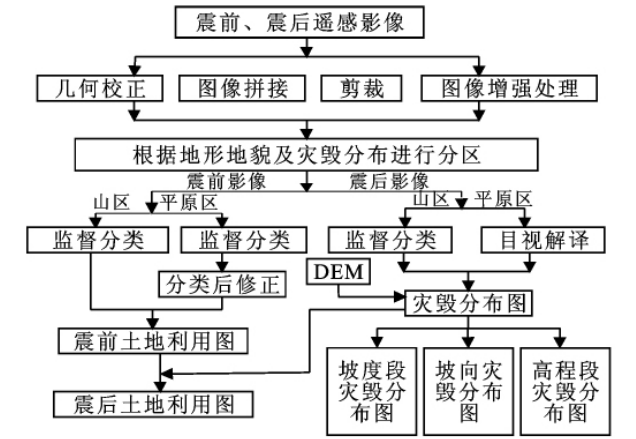 震前、震后遥感影像
几何校正 图像拼接 剪裁 图像增强处理
根据地形地貌及灾毁分布进行分区
震前影像 震后影像
山区 平原区 山区 平原区
监督分类 监督分类 监督分类 目视解译
分类后修正 DEM
灾毁分布图
震前土地利用图
震后土地利用图
坡度段
灾毁分
布图
坡向灾
毁分布
图
高程段
灾毁分
布图